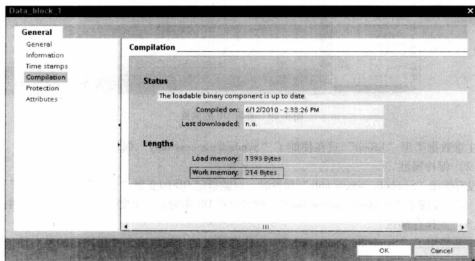 Data_block_1
General
General
Information
Time stamps
Compilation
Protection
Attributes
Compilation
Status
The loadable binary component is up to date.
Compiled on: 6/12/2010 - 2:33:26 PM
Last downloaded: n.a.
Lengths
Load memory: 1393 Bytes
Work memory: 214 Bytes
OK
Cancel